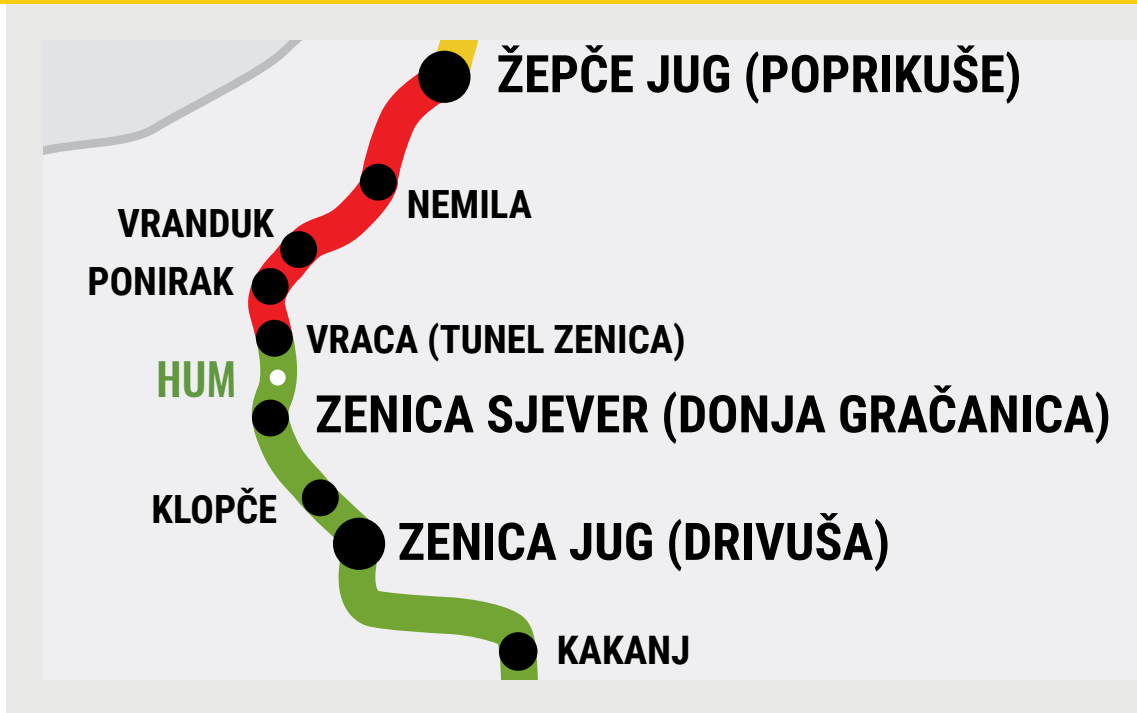 ŽEPČE JUG (POPRIKUŠE)
NEMILA
VRANDUK
PONIRAK
VRACA (TUNEL ZENICA)
HUM
ZENICA SJEVER (DONJA GRAČANICA)
KLOPČE
ZENICA JUG (DRIVUŠA)
KAKANJ